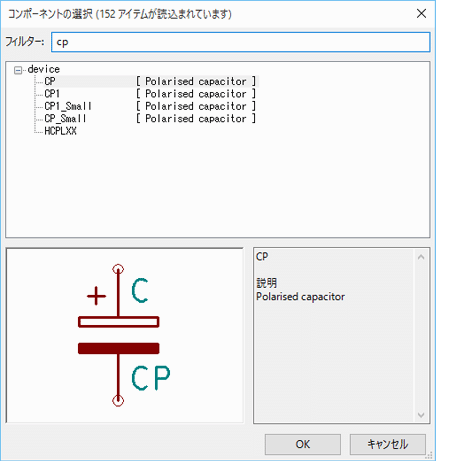 コンポーネントの選択 (152 アイテムが読込まれています)
フィルター: cp
device
CP [ Polarised capacitor ]
CP1 [ Polarised capacitor ]
CP1_Small [ Polarised capacitor ]
CP_Small [ Polarised capacitor ]
HCPLXX
+ C
CP
CP
説明
Polarised capacitor
OK キャンセル